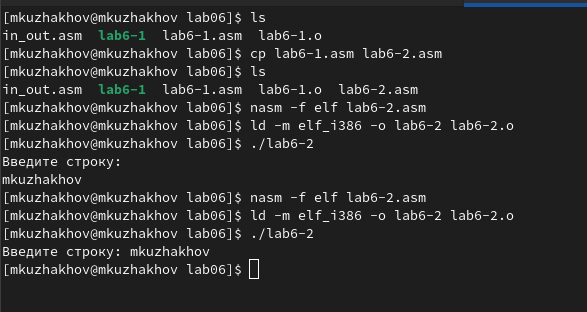 [mkuzhakhov@mkuzhakhov lab06]$ ls
in_out.asm  lab6-1  lab6-1.asm  lab6-1.o
[mkuzhakhov@mkuzhakhov lab06]$ cp lab6-1.asm lab6-2.asm
[mkuzhakhov@mkuzhakhov lab06]$ ls
in_out.asm  lab6-1  lab6-1.asm  lab6-1.o  lab6-2.asm
[mkuzhakhov@mkuzhakhov lab06]$ nasm -f elf lab6-2.asm
[mkuzhakhov@mkuzhakhov lab06]$ ld -m elf_i386 -o lab6-2 lab6-2.o
[mkuzhakhov@mkuzhakhov lab06]$ ./lab6-2
Введите строку:
mkuzhakhov
[mkuzhakhov@mkuzhakhov lab06]$ nasm -f elf lab6-2.asm
[mkuzhakhov@mkuzhakhov lab06]$ ld -m elf_i386 -o lab6-2 lab6-2.o
[mkuzhakhov@mkuzhakhov lab06]$ ./lab6-2
Введите строку: mkuzhakhov
[mkuzhakhov@mkuzhakhov lab06]$